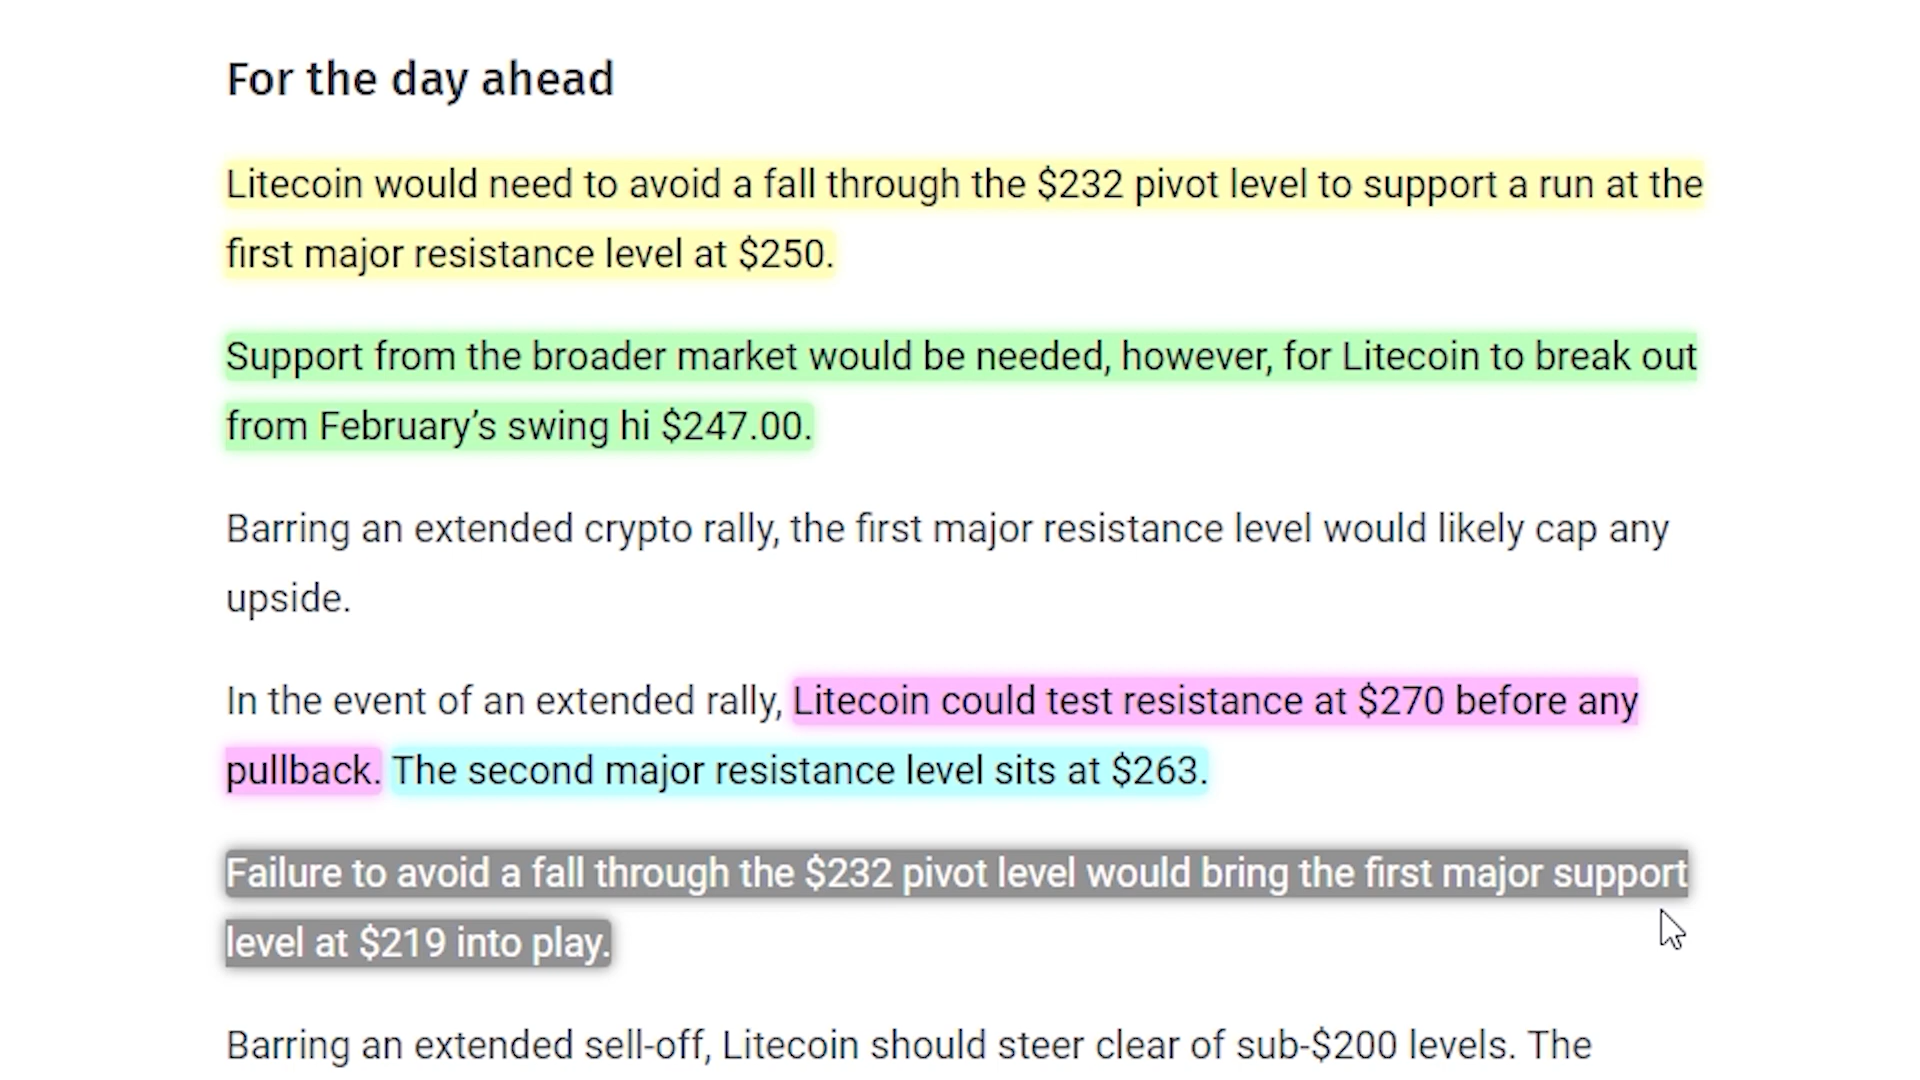 For the day ahead
Litecoin would need to avoid a fall through the $232 pivot level to support a run at the
first major resistance level at $250.
Support from the broader market would be needed, however, for Litecoin to break out
from February’s swing hi $247.00.
Barring an extended crypto rally, the first major resistance level would likely cap any
upside.
In the event of an extended rally, Litecoin could test resistance at $270 before any
pullback. The second major resistance level sits at $263.
Failure to avoid a fall through the $232 pivot level would bring the first major support
level at $219 into play.
Barring an extended sell-off, Litecoin should steer clear of sub-$200 levels. The